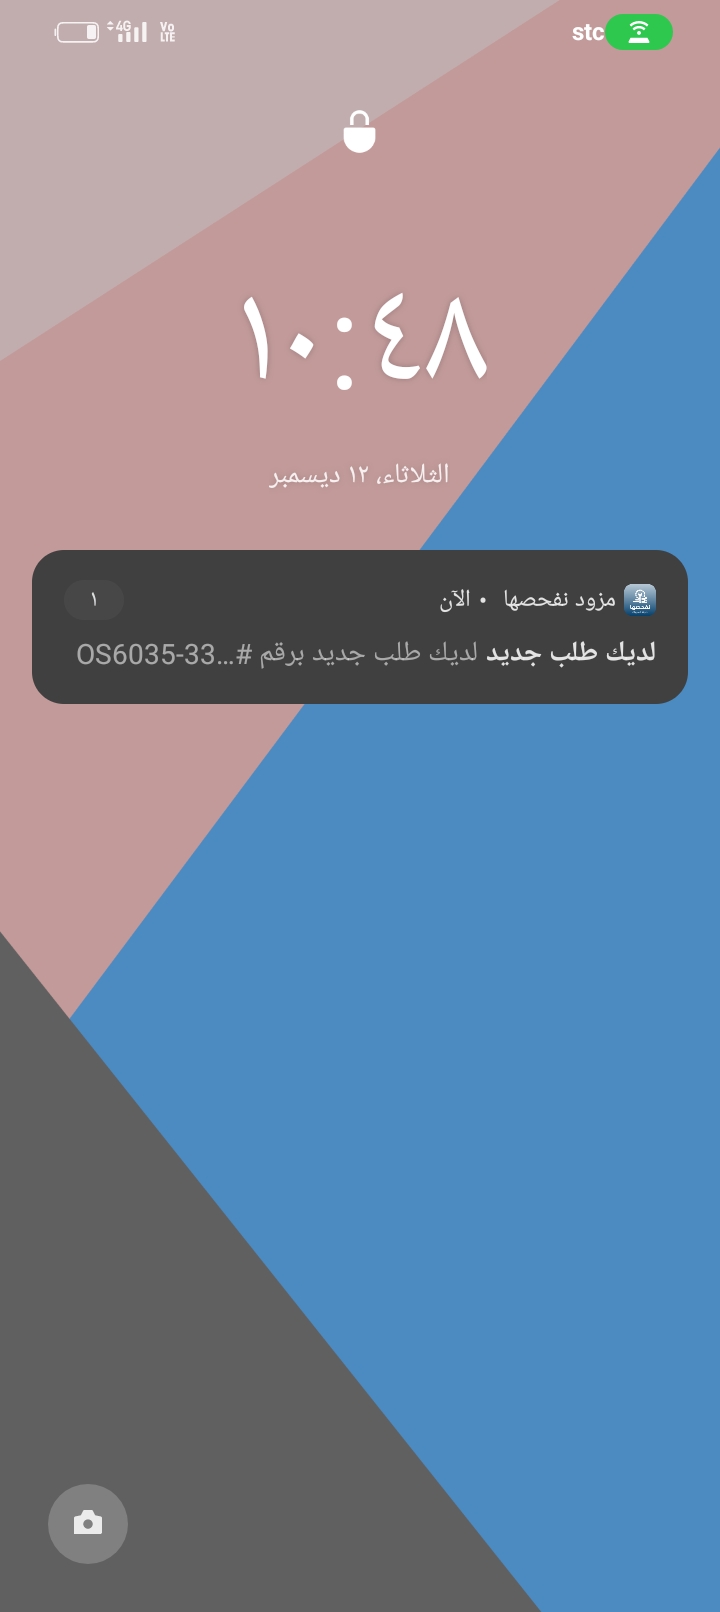 4G Vo LTE stc
١٠:٤٨
الثلاثاء، ١٢ ديسمبر
مزود نفحصها • الآن ١
لديك طلب جديد لديك طلب جديد برقم #OS6035-33...